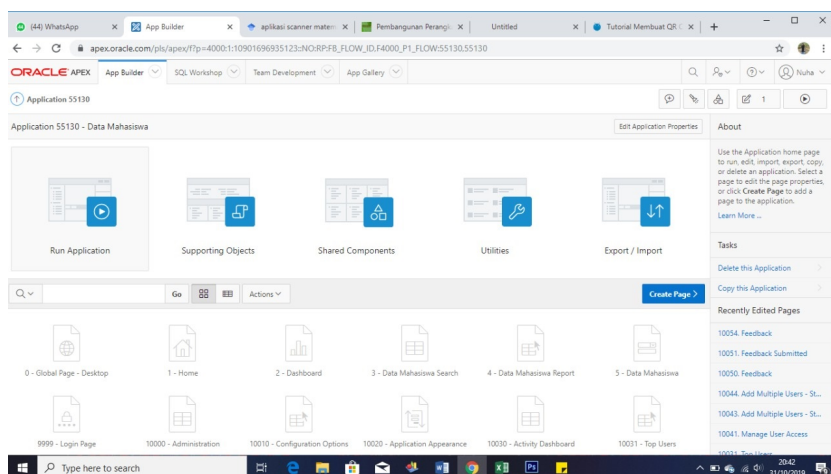 (44) WhatsApp
App Builder
aplikasi scanner matem
Pembangunan Perangk
Untitled
Tutorial Membuat QR C
apex.oracle.com/pls/apex/f?p=4000:1:10901696935123::NO:RP:FB_FLOW_ID,F4000_P1_FLOW:55130,55130
ORACLE APEX App Builder SQL Workshop Team Development App Gallery Nuha
Application 55130
1
Application 55130 - Data Mahasiswa
Edit Application Properties
Run Application
Supporting Objects
Shared Components
Utilities
Export / Import
Go
Actions
Create Page >
0 - Global Page - Desktop
1 - Home
2 - Dashboard
3 - Data Mahasiswa Search
4 - Data Mahasiswa Report
5 - Data Mahasiswa
9999 - Login Page
10000 - Administration
10010 - Configuration Options
10020 - Application Appearance
10030 - Activity Dashboard
10031 - Top Users
About
Use the Application home page
to run, edit, import, export, copy,
or delete an application. Select a
page to edit the page properties,
or click Create Page to add a
page to the application.
Learn More ...
Tasks
Delete this Application
Copy this Application
Recently Edited Pages
10054. Feedback
10051. Feedback Submitted
10050. Feedback
10044. Add Multiple Users - St...
10043. Add Multiple Users - St...
10041. Manage User Access
10031. Top Users
Type here to search
20:42
31/10/2019